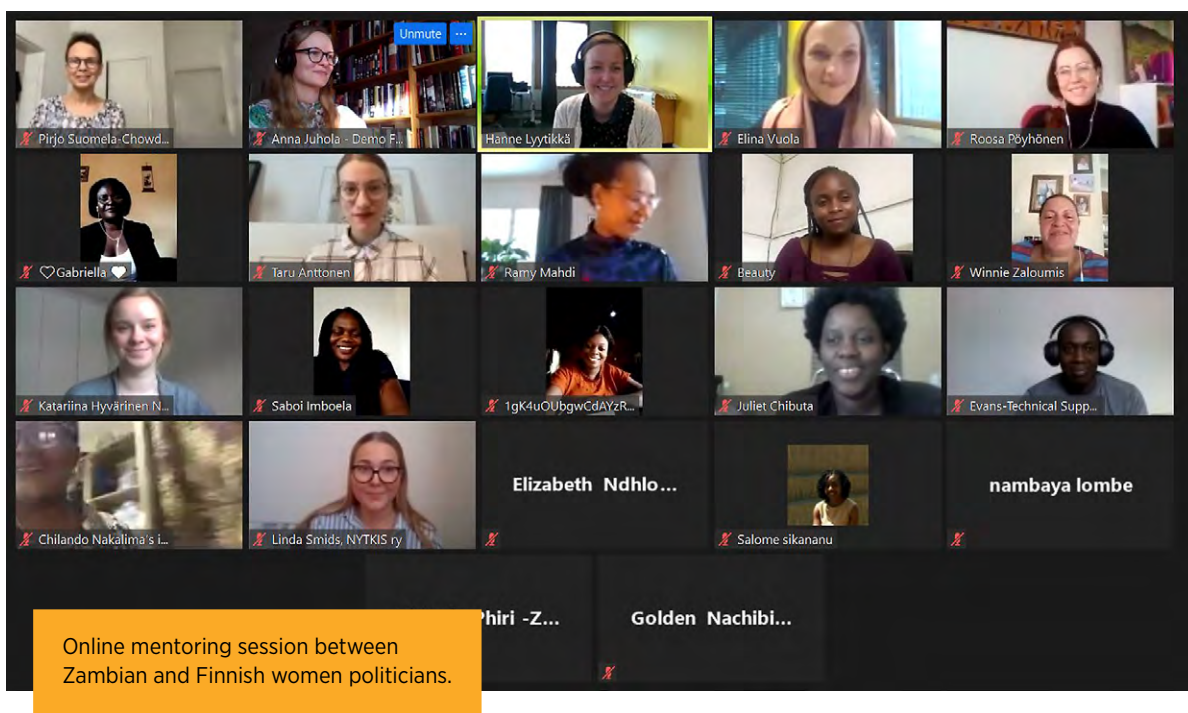 Unmute ...
Pirjo Suomela-Chowd...
Anna Juhola - Demo F...
Hanne Lyytikkä
Elina Vuola
Roosa Pöyhönen
♡Gabriella 🤍
Taru Anttonen
Ramy Mahdi
Beauty
Winnie Zaloumis
Katariina Hyvärinen N...
Saboi Imboela
1gK4uOUbgwCdAYzR...
Juliet Chibuta
Evans-Technical Supp...
Chilando Nakalima's i...
Linda Smids, NYTKIS ry
Elizabeth Ndhlo...
Salome sikananu
nambaya lombe
Phiri -Z...
Golden Nachibi...
Online mentoring session between
Zambian and Finnish women politicians.